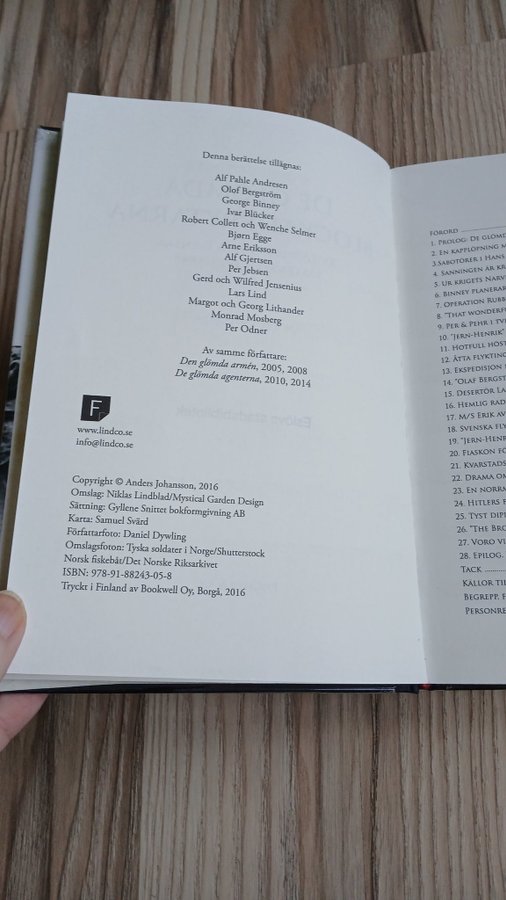 Denna berättelse tillägnas:
Alf Pahle Andresen
Olof Bergström
George Binney
Ivar Blücker
Robert Collett och Wenche Selmer
Bjørn Egge
Arne Eriksson
Alf Gjertsen
Per Jebsen
Gerd och Wilfred Jensenius
Lars Lind
Margot och Georg Lithander
Monrad Mosberg
Per Odner
Av samme författare:
Den glömda armén, 2005, 2008
De glömda agenterna, 2010, 2014
F
www.lindco.se
info@lindco.se
Copyright © Anders Johansson, 2016
Omslag: Niklas Lindblad/Mystical Garden Design
Sättning: Gyllene Snittet bokformgivning AB
Karta: Samuel Svärd
Författarfoto: Daniel Dywling
Omslagsfoton: Tyska soldater i Norge/Shutterstock
Norsk fiskebåt/Det Norske Riksarkivet
ISBN: 978-91-88243-05-8
Tryckt i Finland av Bookwell Oy, Borgå, 2016
Förord
1. Prolog: De glömd
2. En kapplöpning m
3. Sabotörer i Hans
4. Sanningen är kr
5. Ur krigets Narv
6. Binney planerar
7. Operation Rubb
8. "That wonderf
9. Per & Pehr i tv
10. "Jern-Henrik"
11. Hotfull höst
12. Åtta flykting
13. Ekspedisjon
14. "Olaf Bergst
15. Desertör La
16. Hemlig rad
17. M/S Erik av
18. Svenska fly
19. "Jern-Henr
20. Fiaskon fo
21. Kvarstads
22. Drama om
23. En norrm
24. Hitlers f
25. Tyst dipl
26. "The Bro
27. Voro vi
28. Epilog.
Tack
Källor til
Begrepp, f
Personre